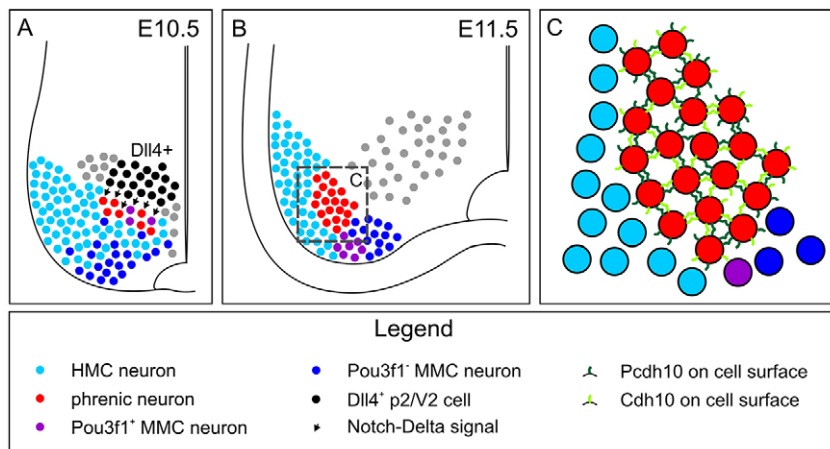 A E10.5
Dll4+
B E11.5
C
C
Legend
HMC neuron
phrenic neuron
Pou3f1⁺ MMC neuron
Pou3f1⁻ MMC neuron
Dll4⁺ p2/V2 cell
Notch-Delta signal
Pcdh10 on cell surface
Cdh10 on cell surface